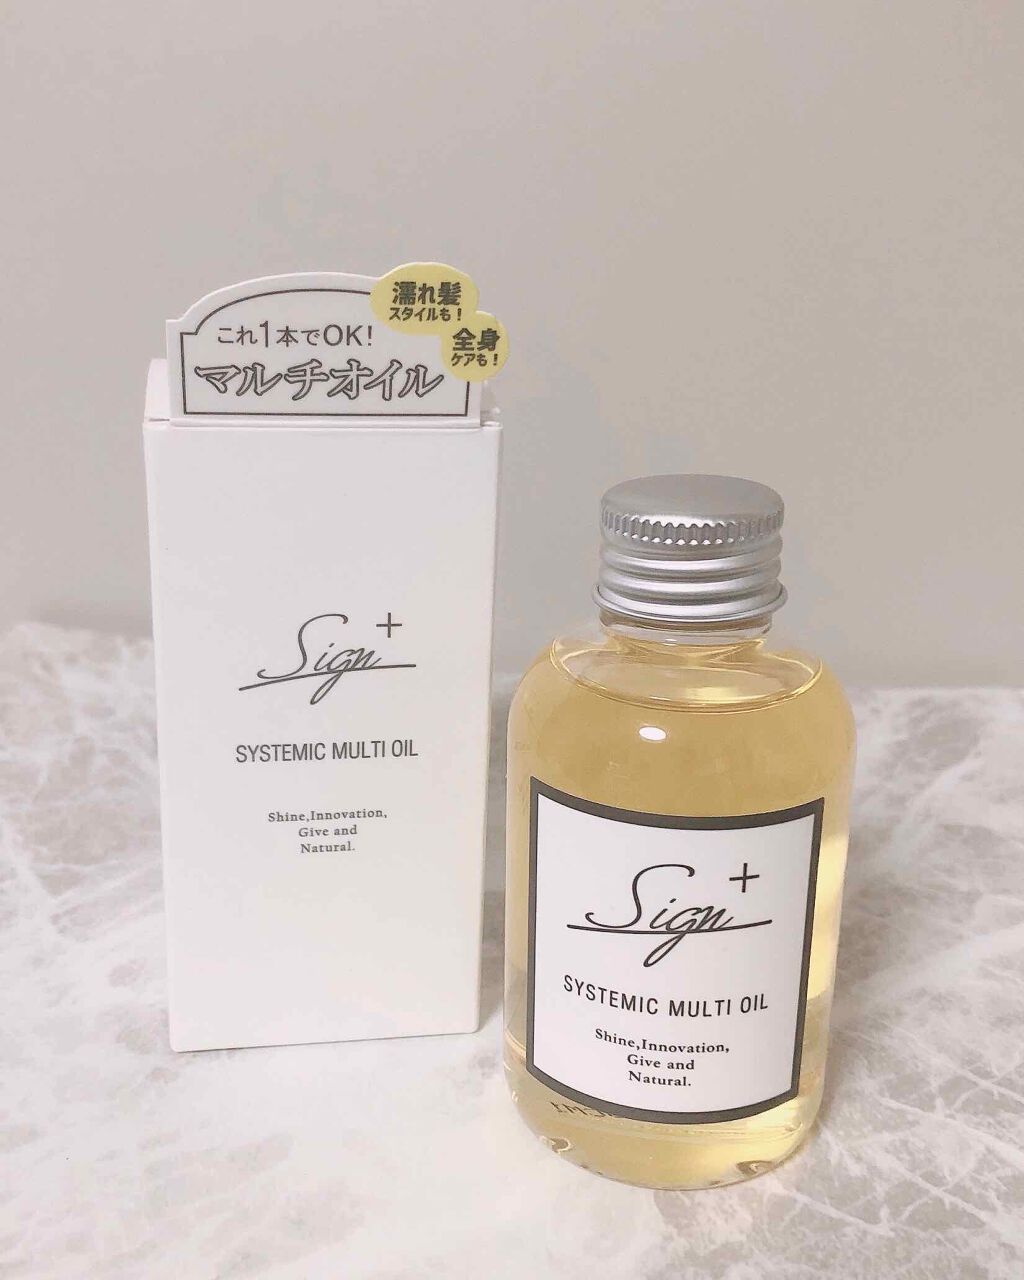 濡れ髪
スタイルも!
全身
ケアも!
これ1本でOK!
マルチオイル
Sign+
SYSTEMIC MULTI OIL
Shine,Innovation,
Give and
Natural.
Sign+
SYSTEMIC MULTI OIL
Shine,Innovation,
Give and
Natural.